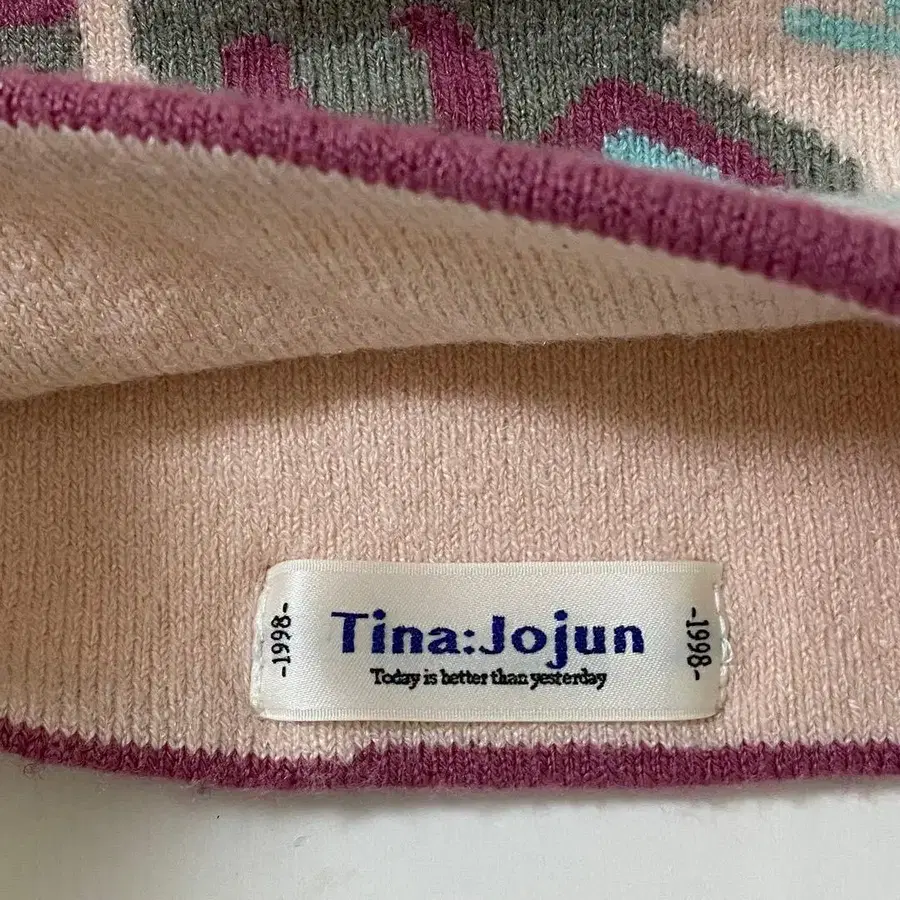 -1998-
Tina:Jojun
Today is better than yesterday
-1998-